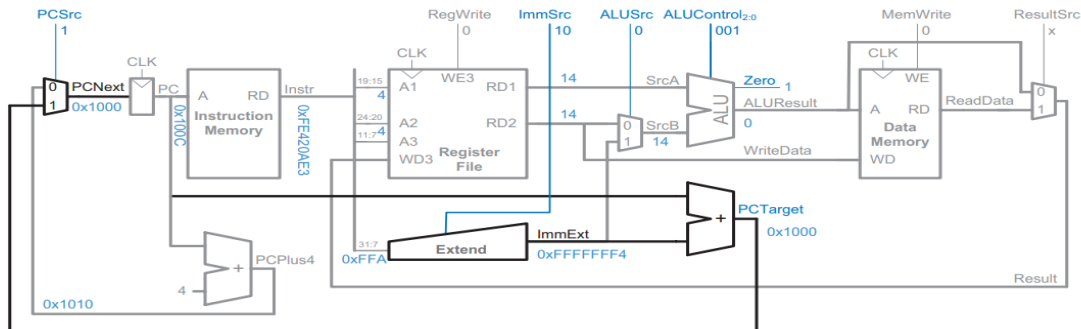 PCSrc
1
RegWrite
0
ImmSrc
10
ALUSrc
0
ALUControl2:0
001
MemWrite
0
ResultSrc
x
CLK
0
1
PCNext
0x1000
PC
0x100C
A RD
Instruction
Memory
Instr
0xFE420AE3
19:15
4
24:20
4
11:7
CLK
A1
A2
A3
WD3
WE3
RD1
RD2
Register
File
14
14
0
1
SrcA
SrcB
14
ALU
Zero
1
ALUResult
0
WriteData
CLK
WE
A RD
Data
Memory
WD
ReadData
0
1
31:7
0xFFA
Extend
ImmExt
0xFFFFFFF4
+
PCTarget
0x1000
+
PCPlus4
4
0x1010
Result